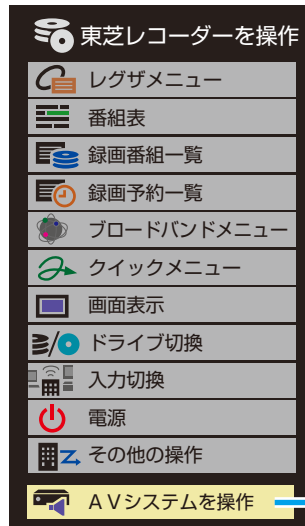 東芝レコーダーを操作
レグザメニュー
番組表
録画番組一覧
録画予約一覧
ブロードバンドメニュー
クイックメニュー
画面表示
ドライブ切換
入力切換
電源
その他の操作
AVシステムを操作